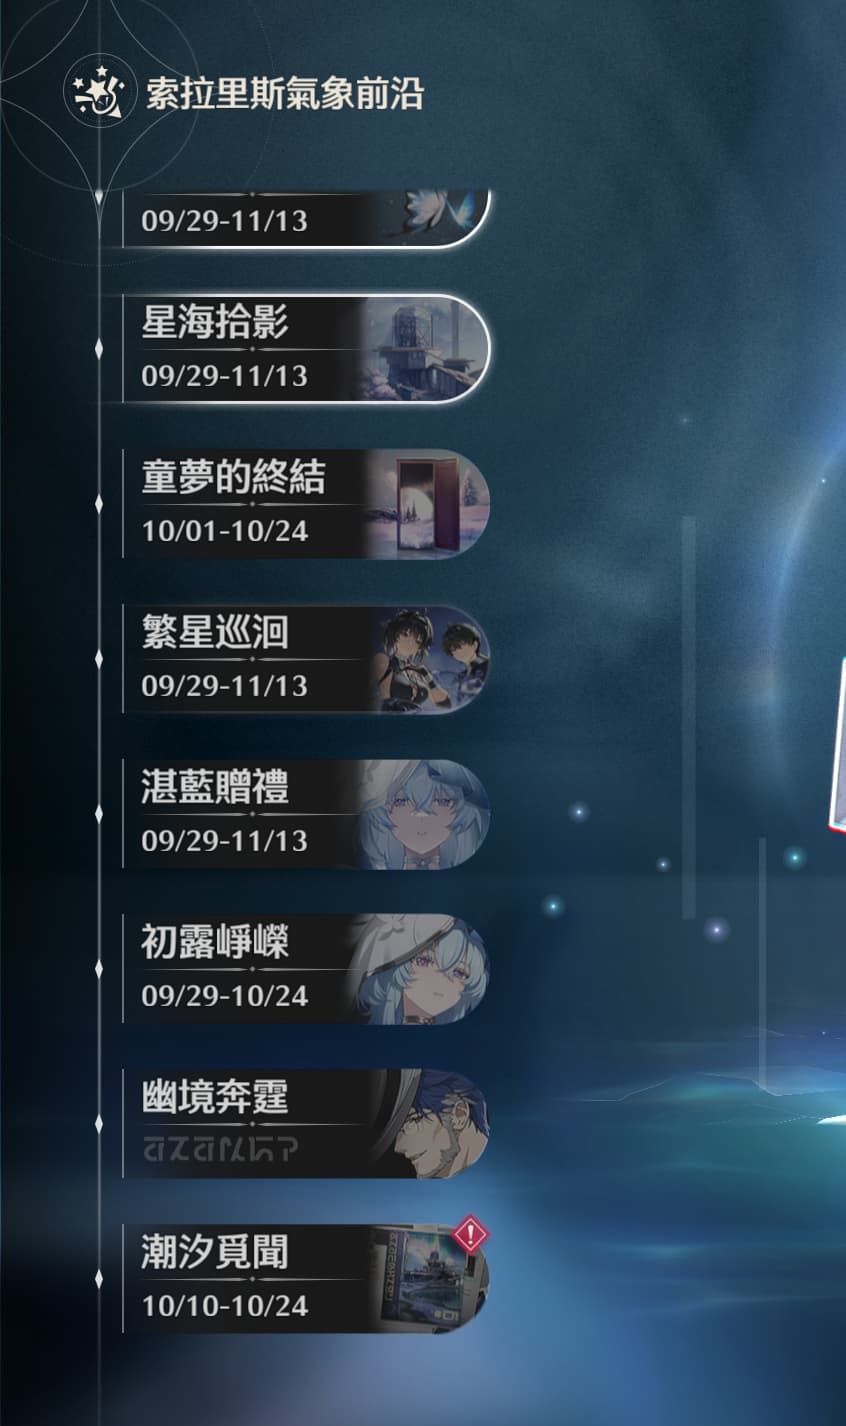 索拉里斯氣象前沿
09/29-11/13
星海拾影
09/29-11/13
童夢的終結
10/01-10/24
繁星巡洄
09/29-11/13
湛藍贈禮
09/29-11/13
初露崢嶸
09/29-10/24
幽境奔霆
潮汐覓聞
10/10-10/24